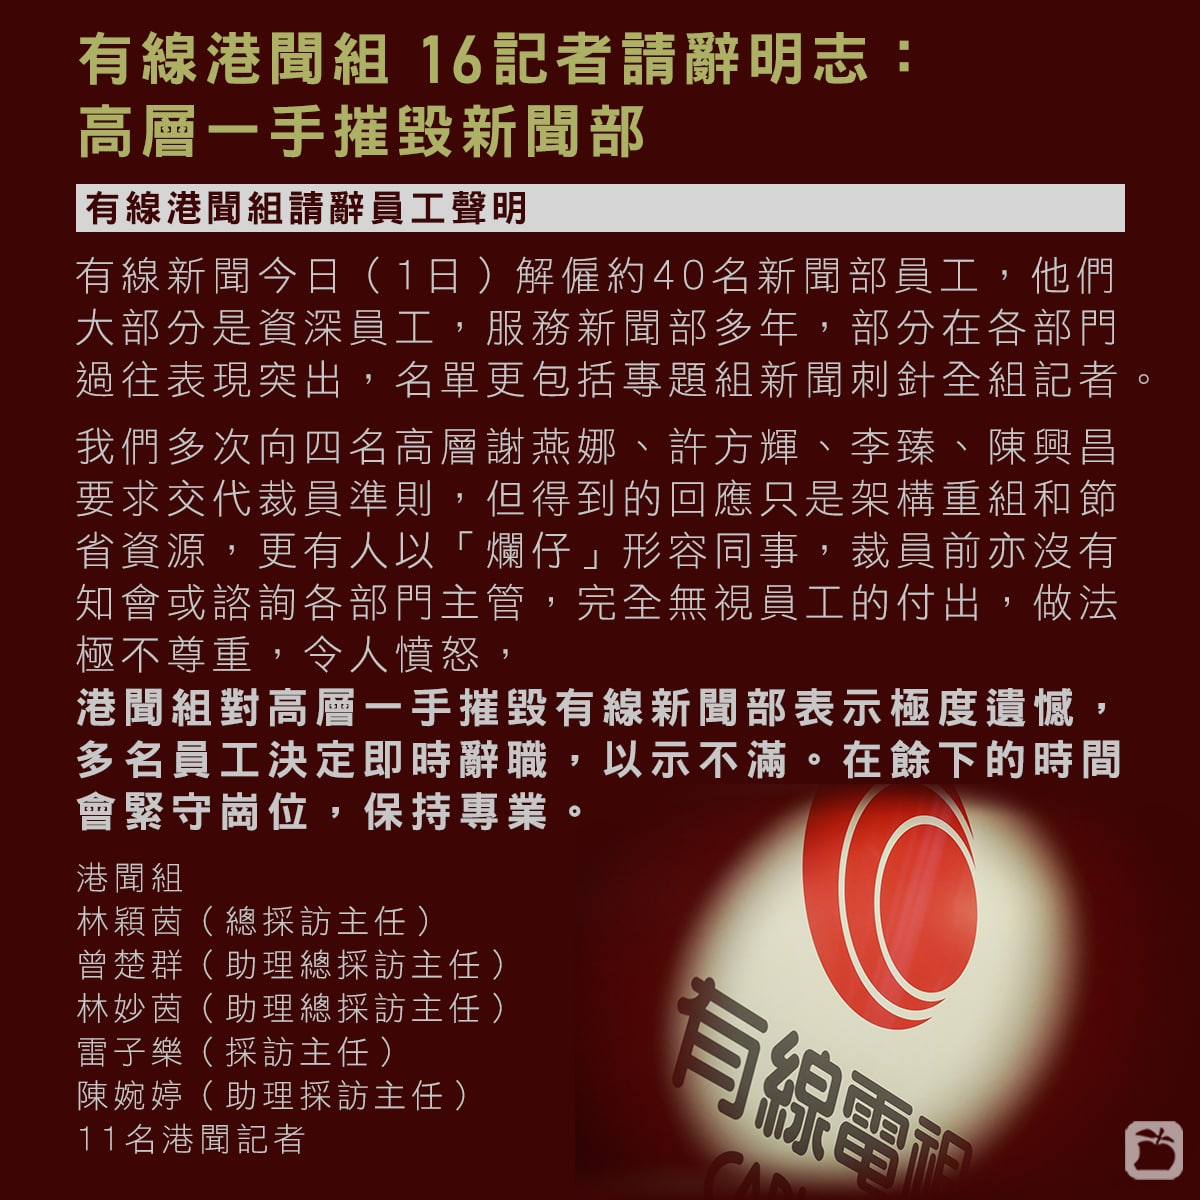 有線港聞組 16記者請辭明志：
高層一手摧毀新聞部
有線港聞組請辭員工聲明
有線新聞今日（1日）解僱約40名新聞部員工，他們
大部分是資深員工，服務新聞部多年，部分在各部門
過往表現突出，名單更包括專題組新聞刺針全組記者。
我們多次向四名高層謝燕娜、許方輝、李臻、陳興昌
要求交代裁員準則，但得到的回應只是架構重組和節
省資源，更有人以「爛仔」形容同事，裁員前亦沒有
知會或諮詢各部門主管，完全無視員工的付出，做法
極不尊重，令人憤怒，
港聞組對高層一手摧毀有線新聞部表示極度遺憾，
多名員工決定即時辭職，以示不滿。在餘下的時間
會緊守崗位，保持專業。
港聞組
林穎茵（總採訪主任）
曾楚群（助理總採訪主任）
林妙茵（助理總採訪主任）
雷子樂（採訪主任）
陳婉婷（助理採訪主任）
11名港聞記者
有線電視